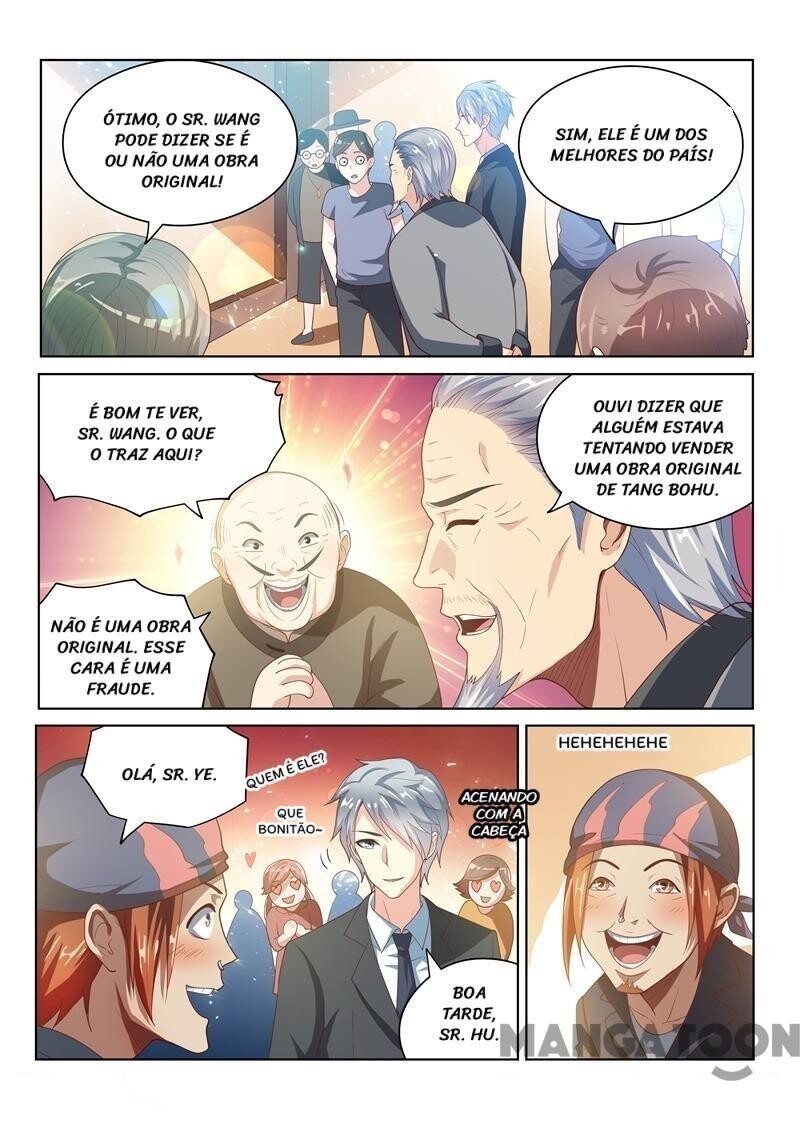 ÓTIMO, O SR. WANG
PODE DIZER SE É
OU NÃO UMA OBRA
ORIGINAL!
SIM, ELE É UM DOS
MELHORES DO PAÍS!
É BOM TE VER,
SR. WANG. O QUE
O TRAZ AQUI?
OUVI DIZER QUE
ALGUÉM ESTAVA
TENTANDO VENDER
UMA OBRA ORIGINAL
DE TANG BOHU.
NÃO É UMA OBRA
ORIGINAL. ESSE
CARA É UMA
FRAUDE.
OLÁ, SR. YE.
QUEM É ELE?
QUE
BONITÃO~
ACENANDO
COM A
CABEÇA
BOA
TARDE,
SR. HU.
HEHEHEHEHE
MANGATOON